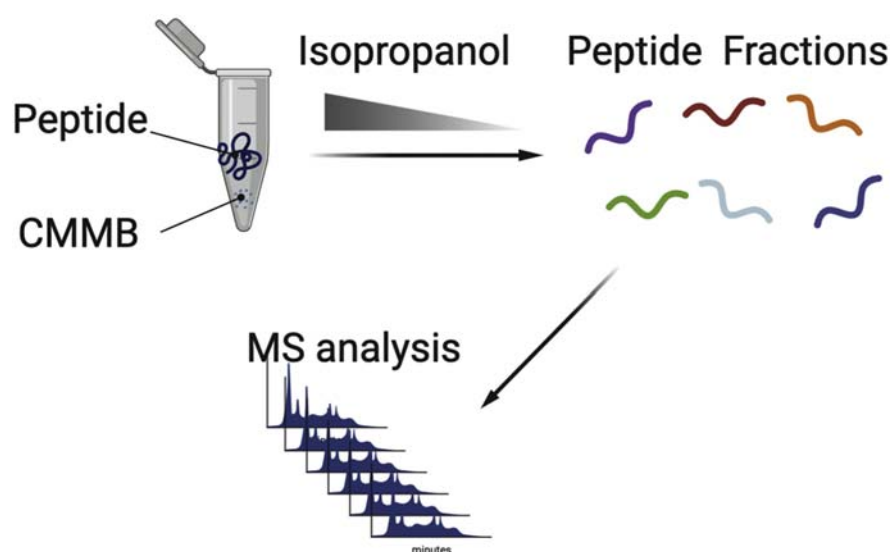 Isopropanol
Peptide Fractions
Peptide
CMMB
MS analysis
minutes